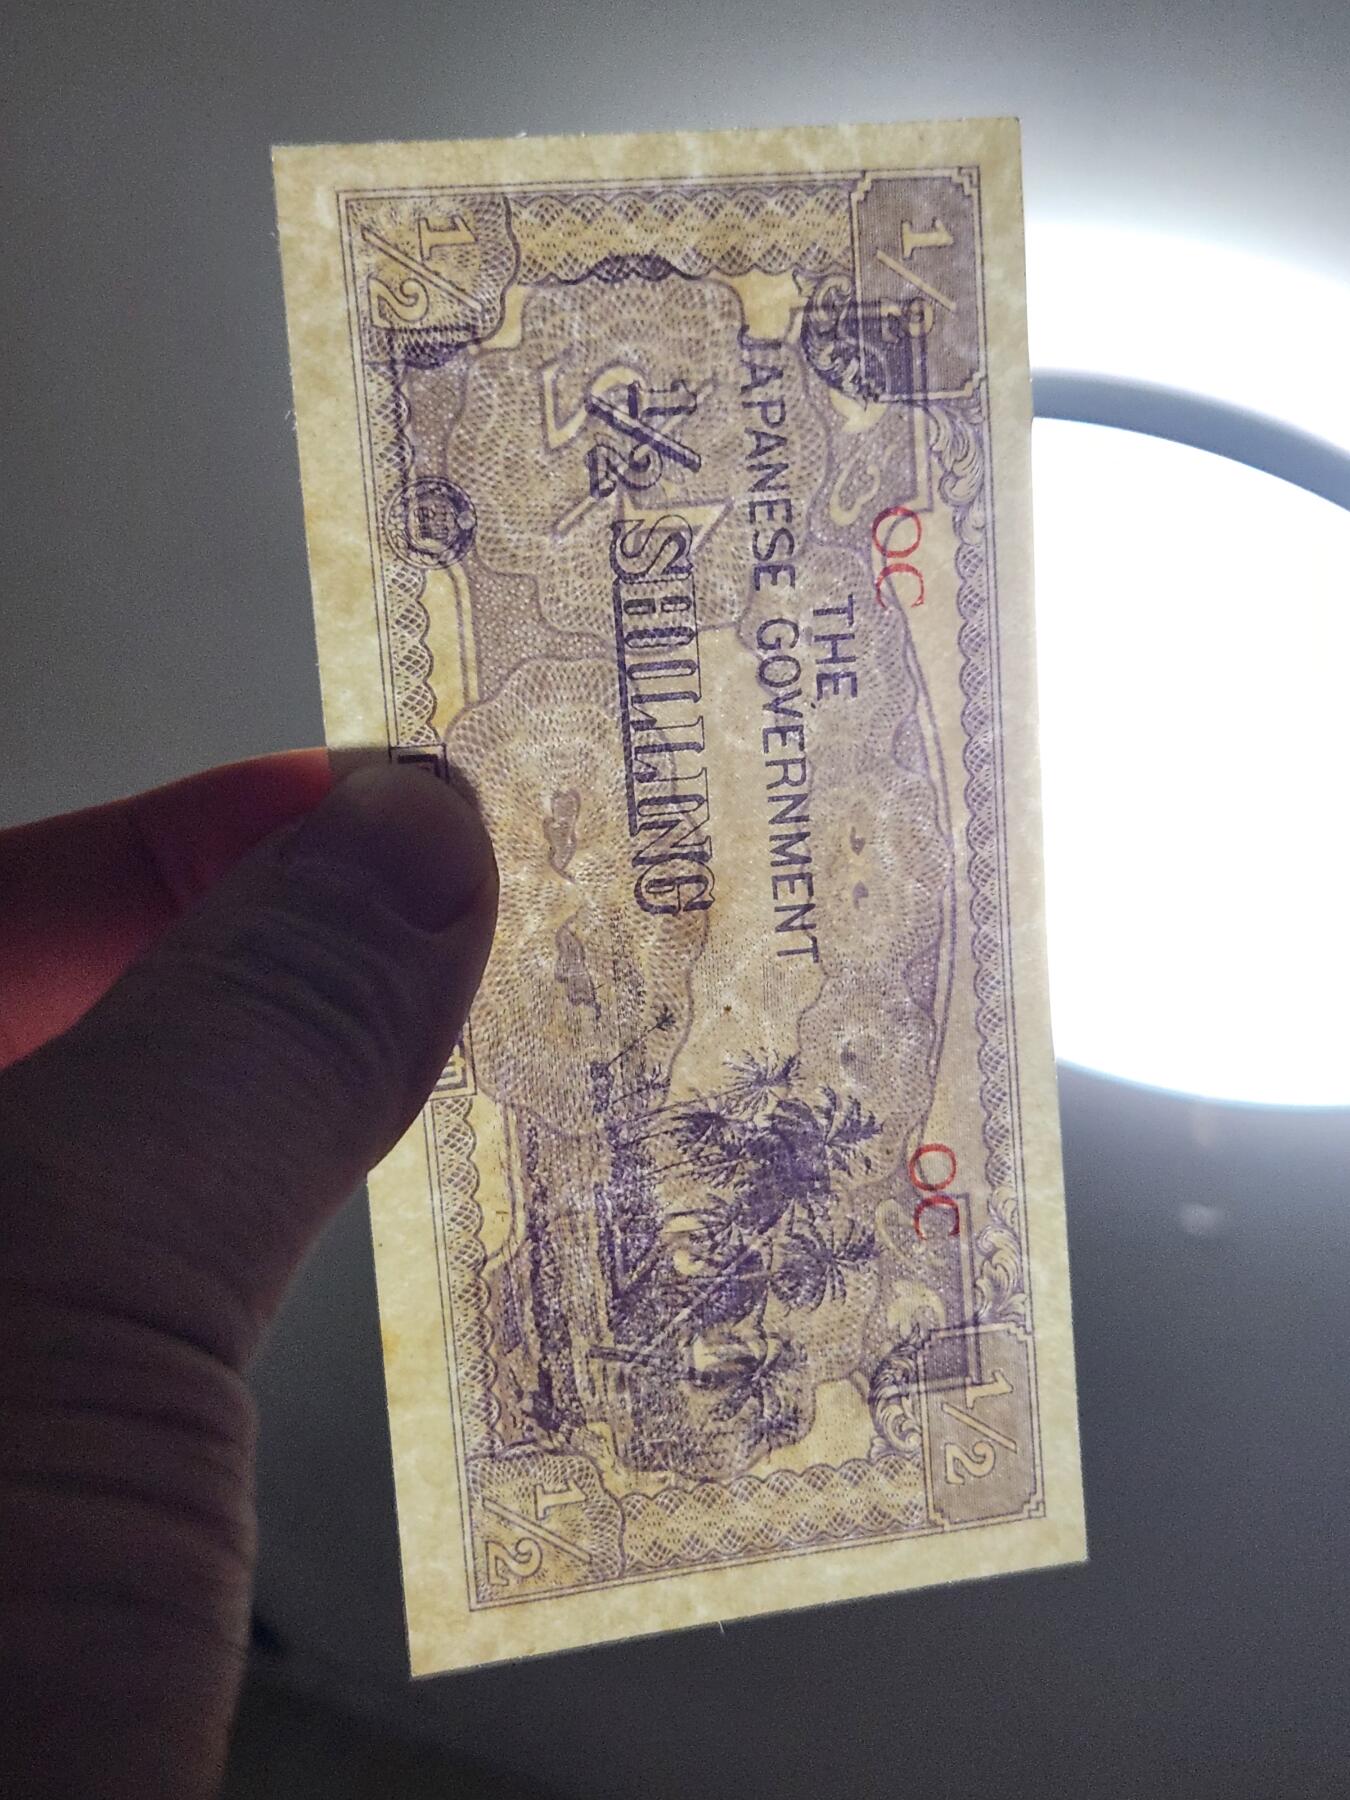 1/2
1/2
OC
OC
THE
JAPANESE GOVERNMENT
1/2 SHILLING
1/2
1/2